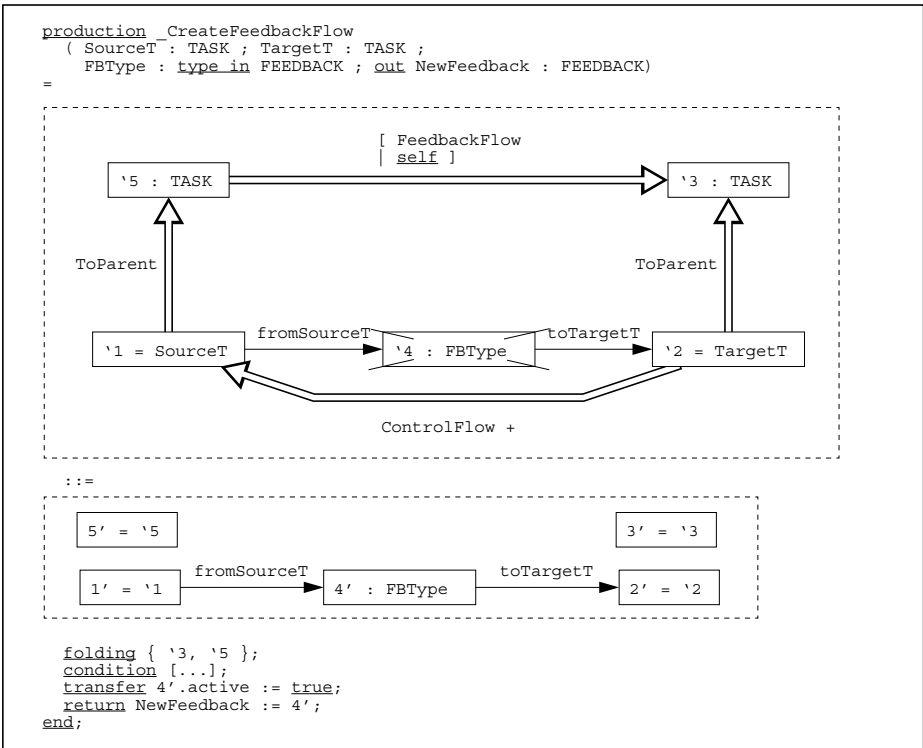 production _CreateFeedbackFlow
( SourceT : TASK ; TargetT : TASK ;
FBType : type in FEEDBACK ; out NewFeedback : FEEDBACK)
=
[ FeedbackFlow
| self ]
‘5 : TASK
‘3 : TASK
ToParent
ToParent
fromSourceT
toTargetT
‘1 = SourceT
‘4 : FBType
‘2 = TargetT
ControlFlow +
::=
5’ = ‘5
3’ = ‘3
fromSourceT
toTargetT
1’ = ‘1
4’ : FBType
2’ = ‘2
folding { ‘3, ‘5 };
condition [...];
transfer 4’.active := true;
return NewFeedback := 4’;
end;